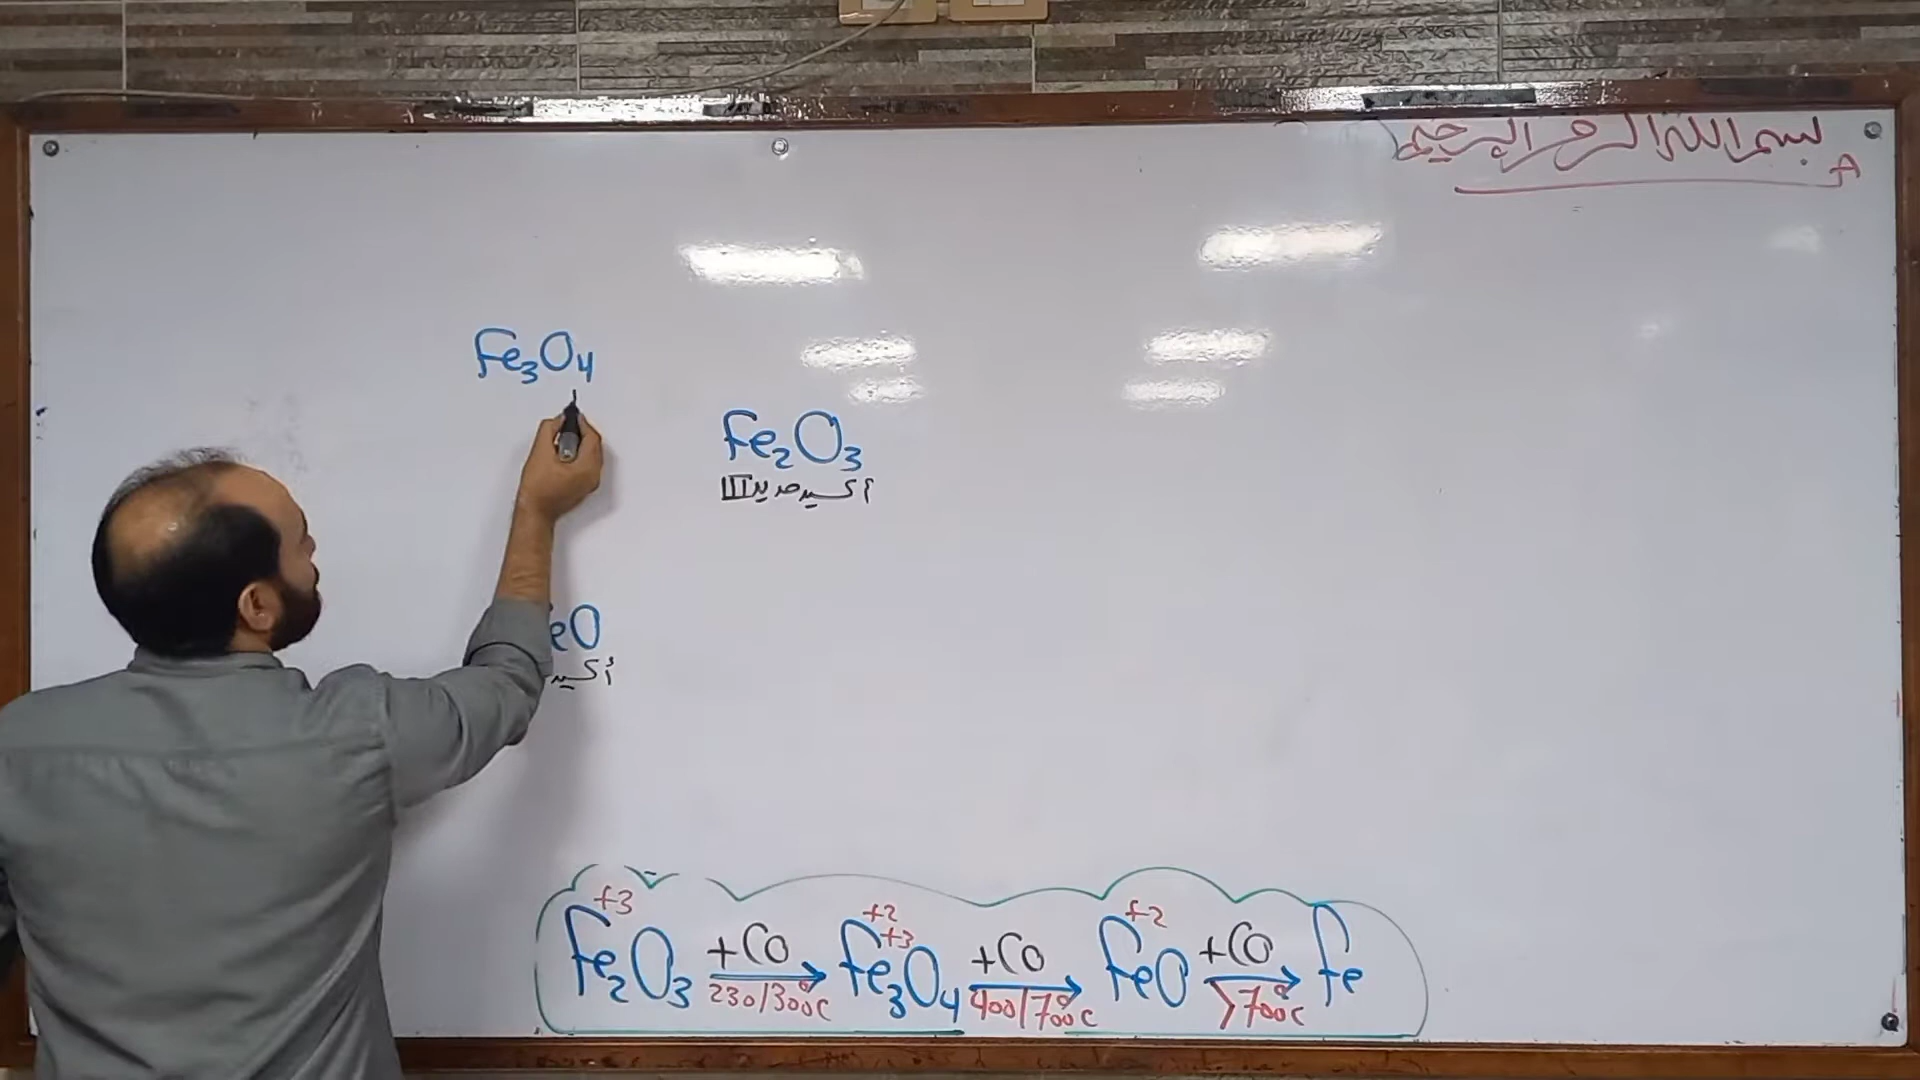 بسم الله الرحمن الرحيم
Fe₃O₄
Fe₂O₃
أكسيد حديد III
eO
أكسيد
+3 +2 +3 +2
Fe₂O₃ +CO → 230/300°C Fe₃O₄ +CO → 400/700°C FeO +CO → >700°C Fe